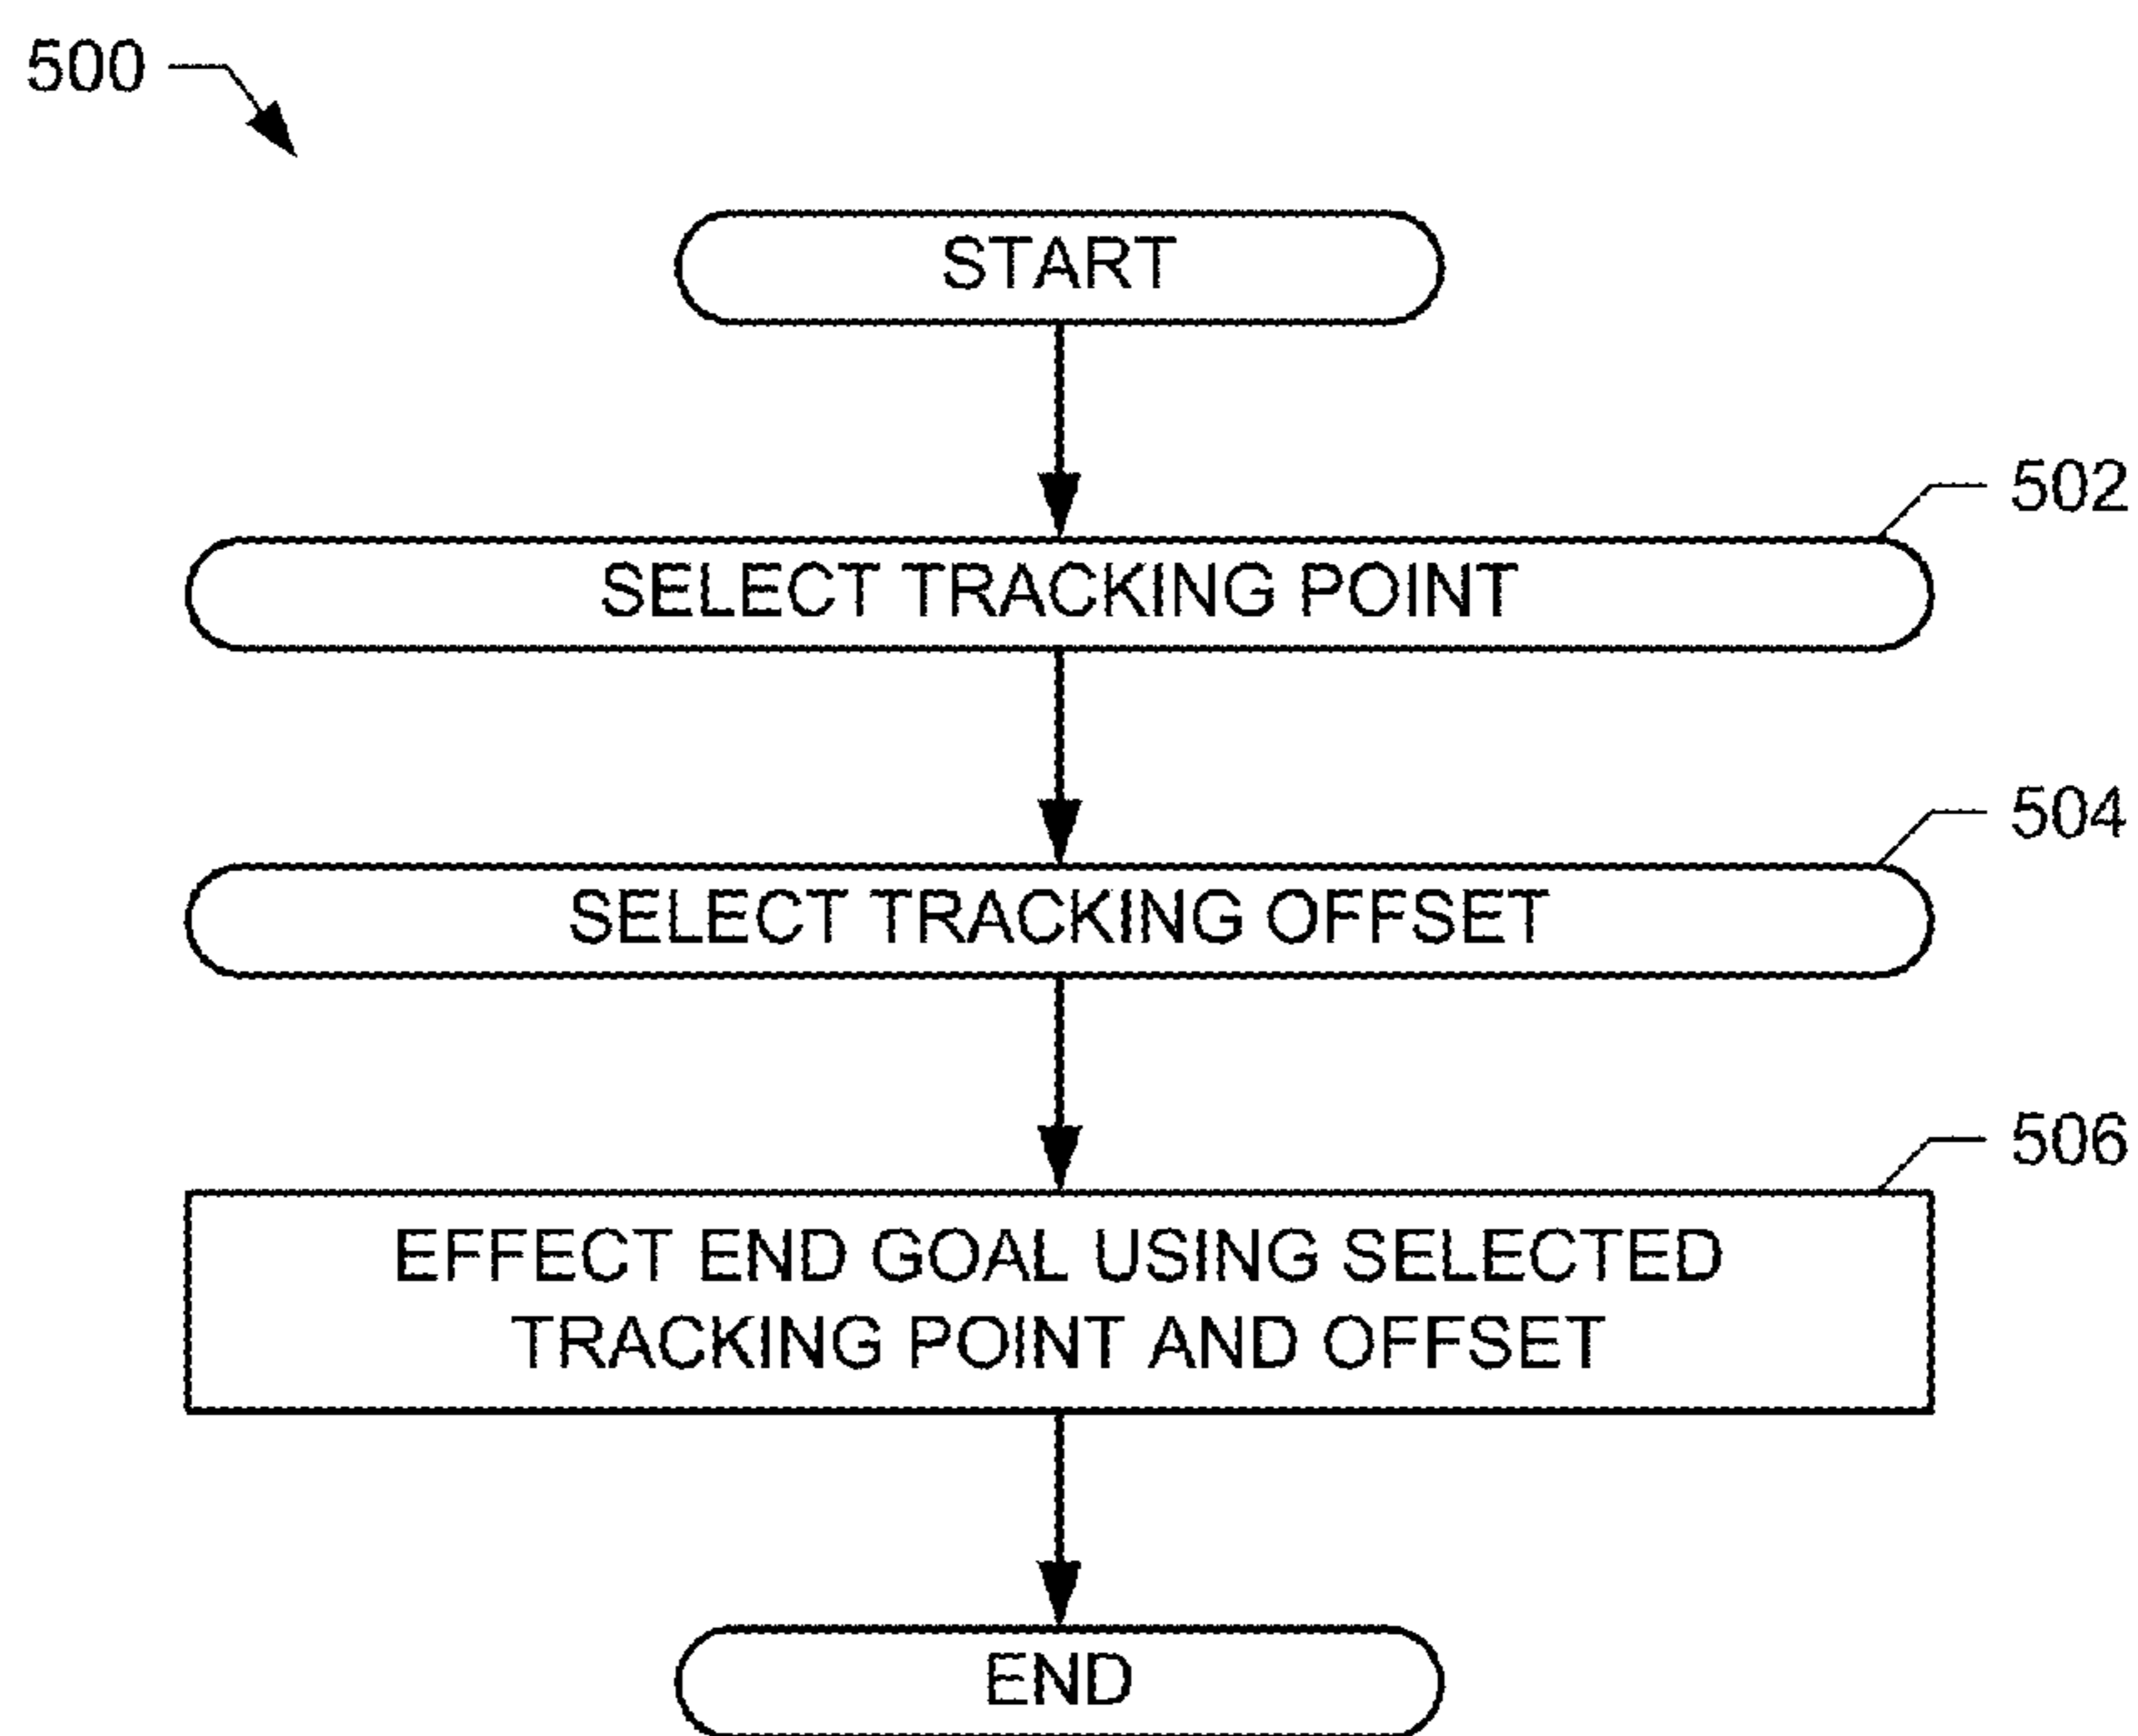 500
START
502
SELECT TRACKING POINT
504
SELECT TRACKING OFFSET
506
EFFECT END GOAL USING SELECTED
TRACKING POINT AND OFFSET
END